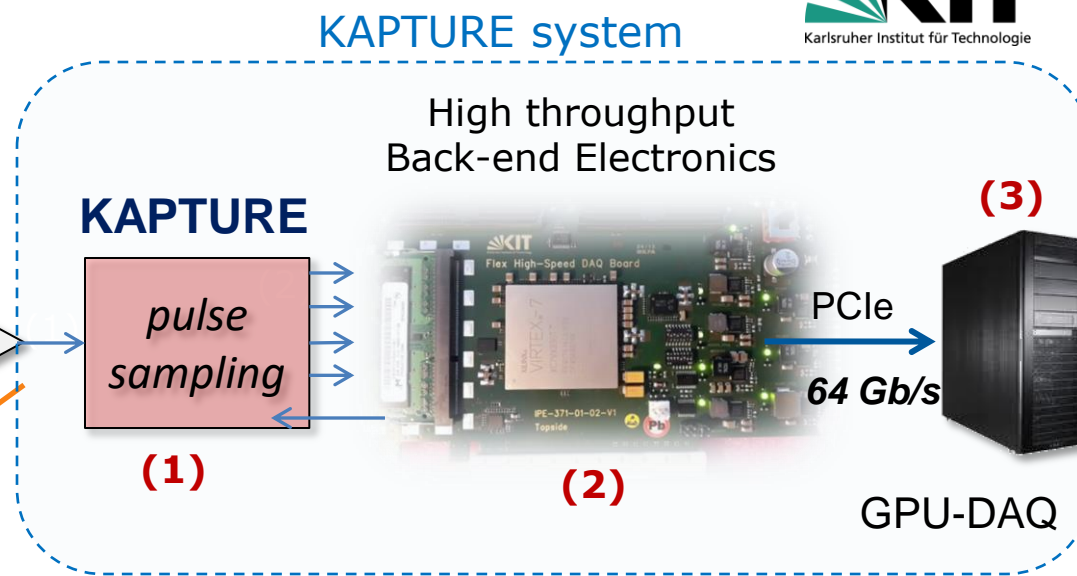 KAPTURE system
KIT
Karlsruher Institut für Technologie
High throughput
Back-end Electronics
KAPTURE
(3)
KIT
Flex High-Speed DAQ Board
pulse
sampling
VIRTEX-7
PCIe
64 Gb/s
IPE-371-01-02-V1
Topside
Pb
(1)
(2)
GPU-DAQ